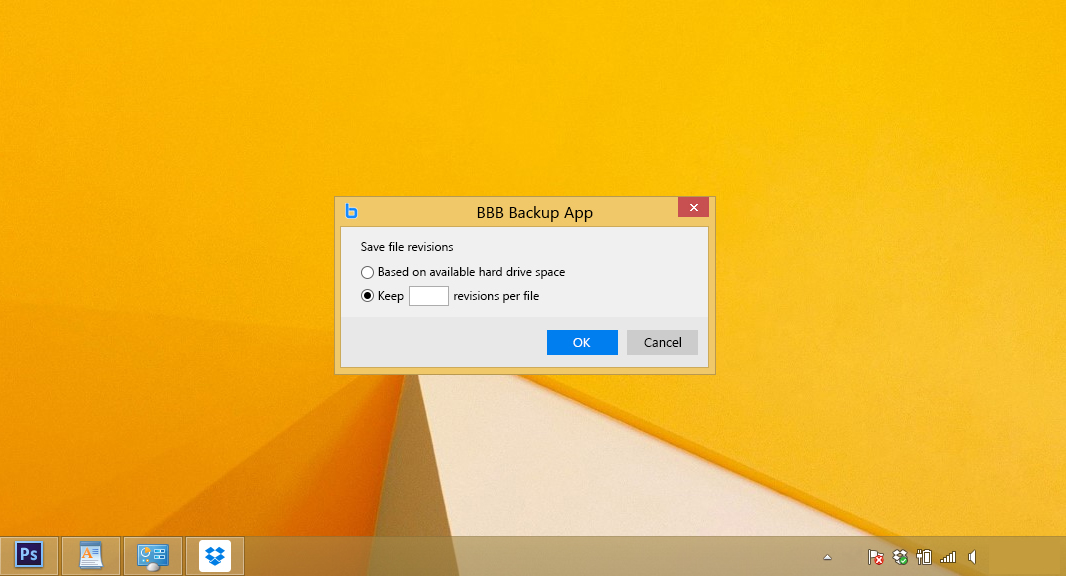 BBB Backup App
Save file revisions
Based on available hard drive space
Keep revisions per file
OK Cancel
Ps
A